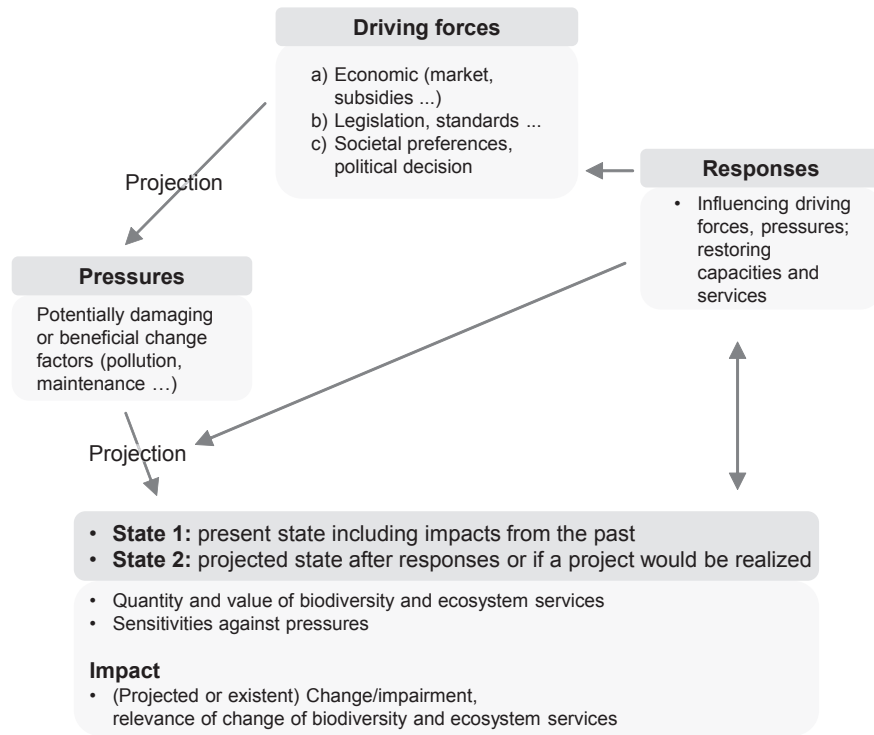 Driving forces
a) Economic (market,
subsidies ...)
b) Legislation, standards ...
c) Societal preferences,
political decision
Projection
Responses
• Influencing driving
forces, pressures;
restoring
capacities and
services
Pressures
Potentially damaging
or beneficial change
factors (pollution,
maintenance …)
Projection
• State 1: present state including impacts from the past
• State 2: projected state after responses or if a project would be realized
• Quantity and value of biodiversity and ecosystem services
• Sensitivities against pressures
Impact
• (Projected or existent) Change/impairment,
relevance of change of biodiversity and ecosystem services